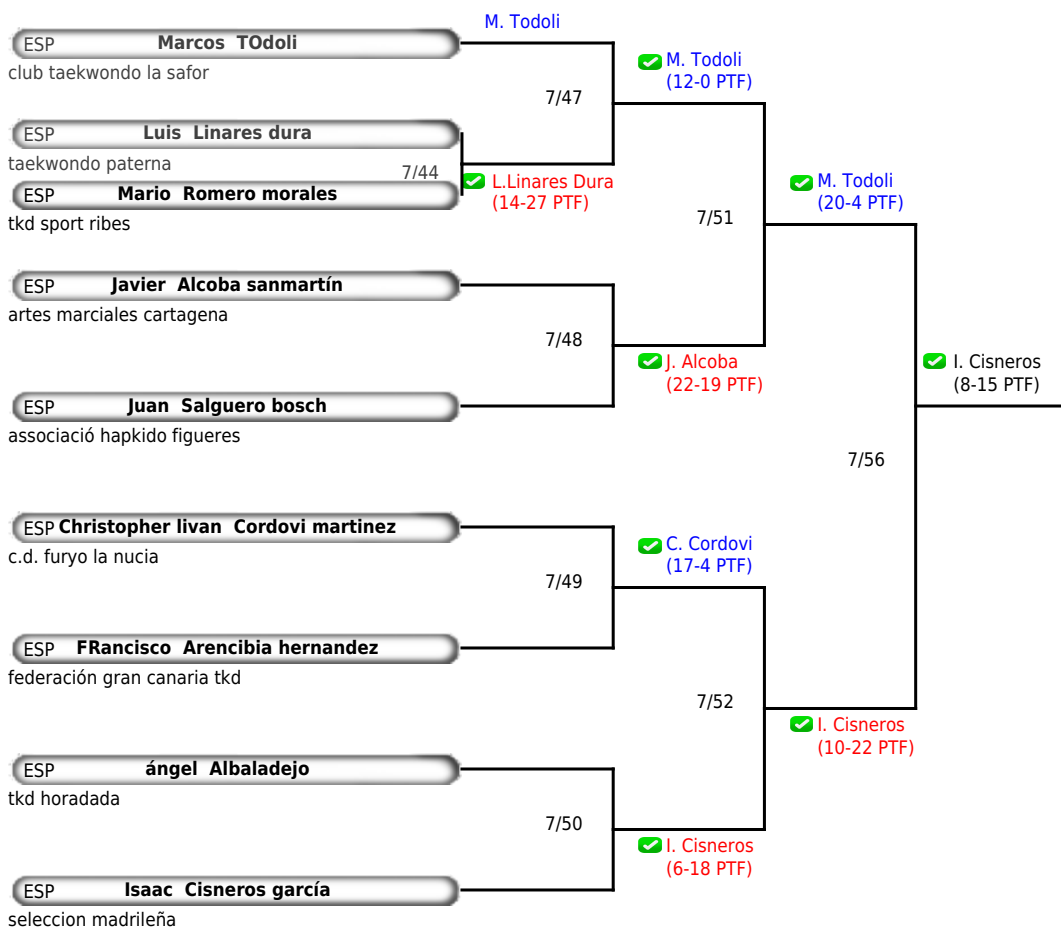 M. Todoli
ESP Marcos TOdoli
club taekwondo la safor
M. Todoli
(12-0 PTF)
7/47
ESP Luis Linares dura
taekwondo paterna
7/44
L.Linares Dura
(14-27 PTF)
ESP Mario Romero morales
tkd sport ribes
M. Todoli
(20-4 PTF)
7/51
ESP Javier Alcoba sanmartín
artes marciales cartagena
7/48
J. Alcoba
(22-19 PTF)
I. Cisneros
(8-15 PTF)
ESP Juan Salguero bosch
associació hapkido figueres
7/56
ESP Christopher livan Cordovi martinez
c.d. furyo la nucia
C. Cordovi
(17-4 PTF)
7/49
ESP FRancisco Arencibia hernandez
federación gran canaria tkd
7/52
I. Cisneros
(10-22 PTF)
ESP ángel Albaladejo
tkd horadada
7/50
I. Cisneros
(6-18 PTF)
ESP Isaac Cisneros garcía
seleccion madrileña